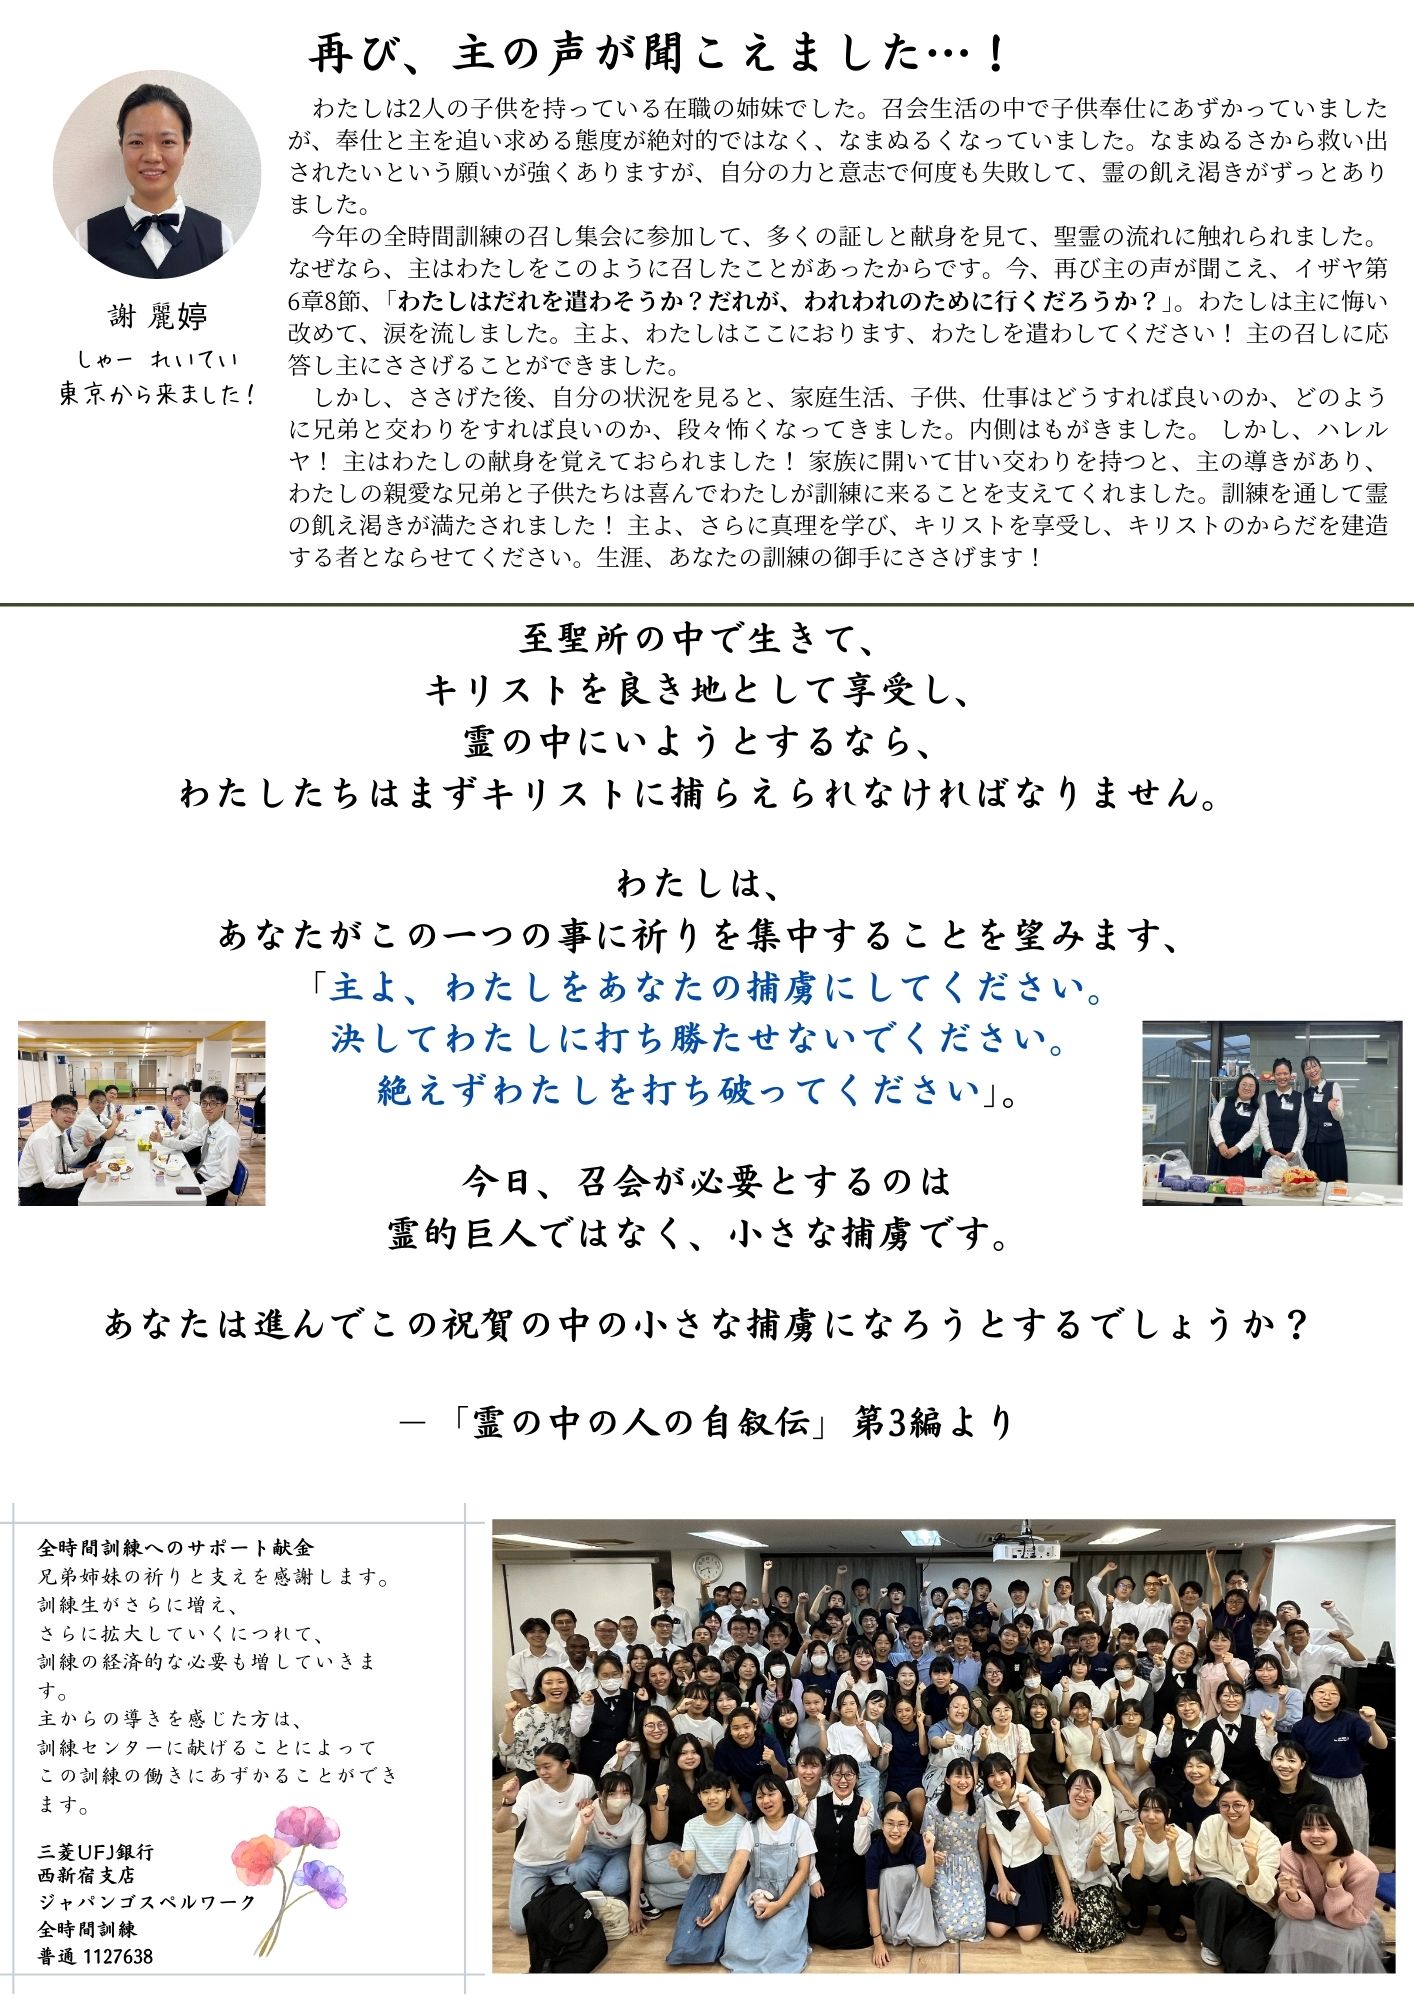 再び、主の声が聞こえました…！
わたしは2人の子供を持っている在職の姉妹でした。召会生活の中で子供奉仕にあずかっていました
が、奉仕と主を追い求める態度が絶対的ではなく、なまぬるくなっていました。なまぬるさから救い出
されたいという願いが強くありますが、自分の力と意志で何度も失敗して、霊の飢え渇きがずっとあり
ました。
今年の全時間訓練の召し集会に参加して、多くの証しと献身を見て、聖霊の流れに触れられました。
なぜなら、主はわたしをこのように召したことがあったからです。今、再び主の声が聞こえ、イザヤ第
6章8節、「わたしはだれを遣わそうか？だれが、われわれのために行くだろうか？」。わたしは主に悔い
改めて、涙を流しました。主よ、わたしはここにおります、わたしを遣わしてください！ 主の召しに応
答し主にささげることができました。
しかし、ささげた後、自分の状況を見ると、家庭生活、子供、仕事はどうすれば良いのか、どのよう
に兄弟と交わりをすれば良いのか、段々怖くなってきました。内側はもがきました。 しかし、ハレル
ヤ！ 主はわたしの献身を覚えておられました！ 家族に開いて甘い交わりを持つと、主の導きがあり、
わたしの親愛な兄弟と子供たちは喜んでわたしが訓練に来ることを支えてくれました。訓練を通して霊
の飢え渇きが満たされました！ 主よ、さらに真理を学び、キリストを享受し、キリストのからだを建造
する者とならせてください。生涯、あなたの訓練の御手にささげます！
謝 麗婷
しゃー れいてい
東京から来ました！
至聖所の中で生きて、
キリストを良き地として享受し、
霊の中にいようとするなら、
わたしたちはまずキリストに捕らえられなければなりません。
わたしは、
あなたがこの一つの事に祈りを集中することを望みます、
「主よ、わたしをあなたの捕虜にしてください。
決してわたしに打ち勝たせないでください。
絶えずわたしを打ち破ってください」。
今日、召会が必要とするのは
霊的巨人ではなく、小さな捕虜です。
あなたは進んでこの祝賀の中の小さな捕虜になろうとするでしょうか？
－「霊の中の人の自叙伝」第3編より
全時間訓練へのサポート献金
兄弟姉妹の祈りと支えを感謝します。
訓練生がさらに増え、
さらに拡大していくにつれて、
訓練の経済的な必要も増していきま
す。
主からの導きを感じた方は、
訓練センターに献げることによって
この訓練の働きにあずかることができ
ます。
三菱UFJ銀行
西新宿支店
ジャパンゴスペルワーク
全時間訓練
普通 1127638